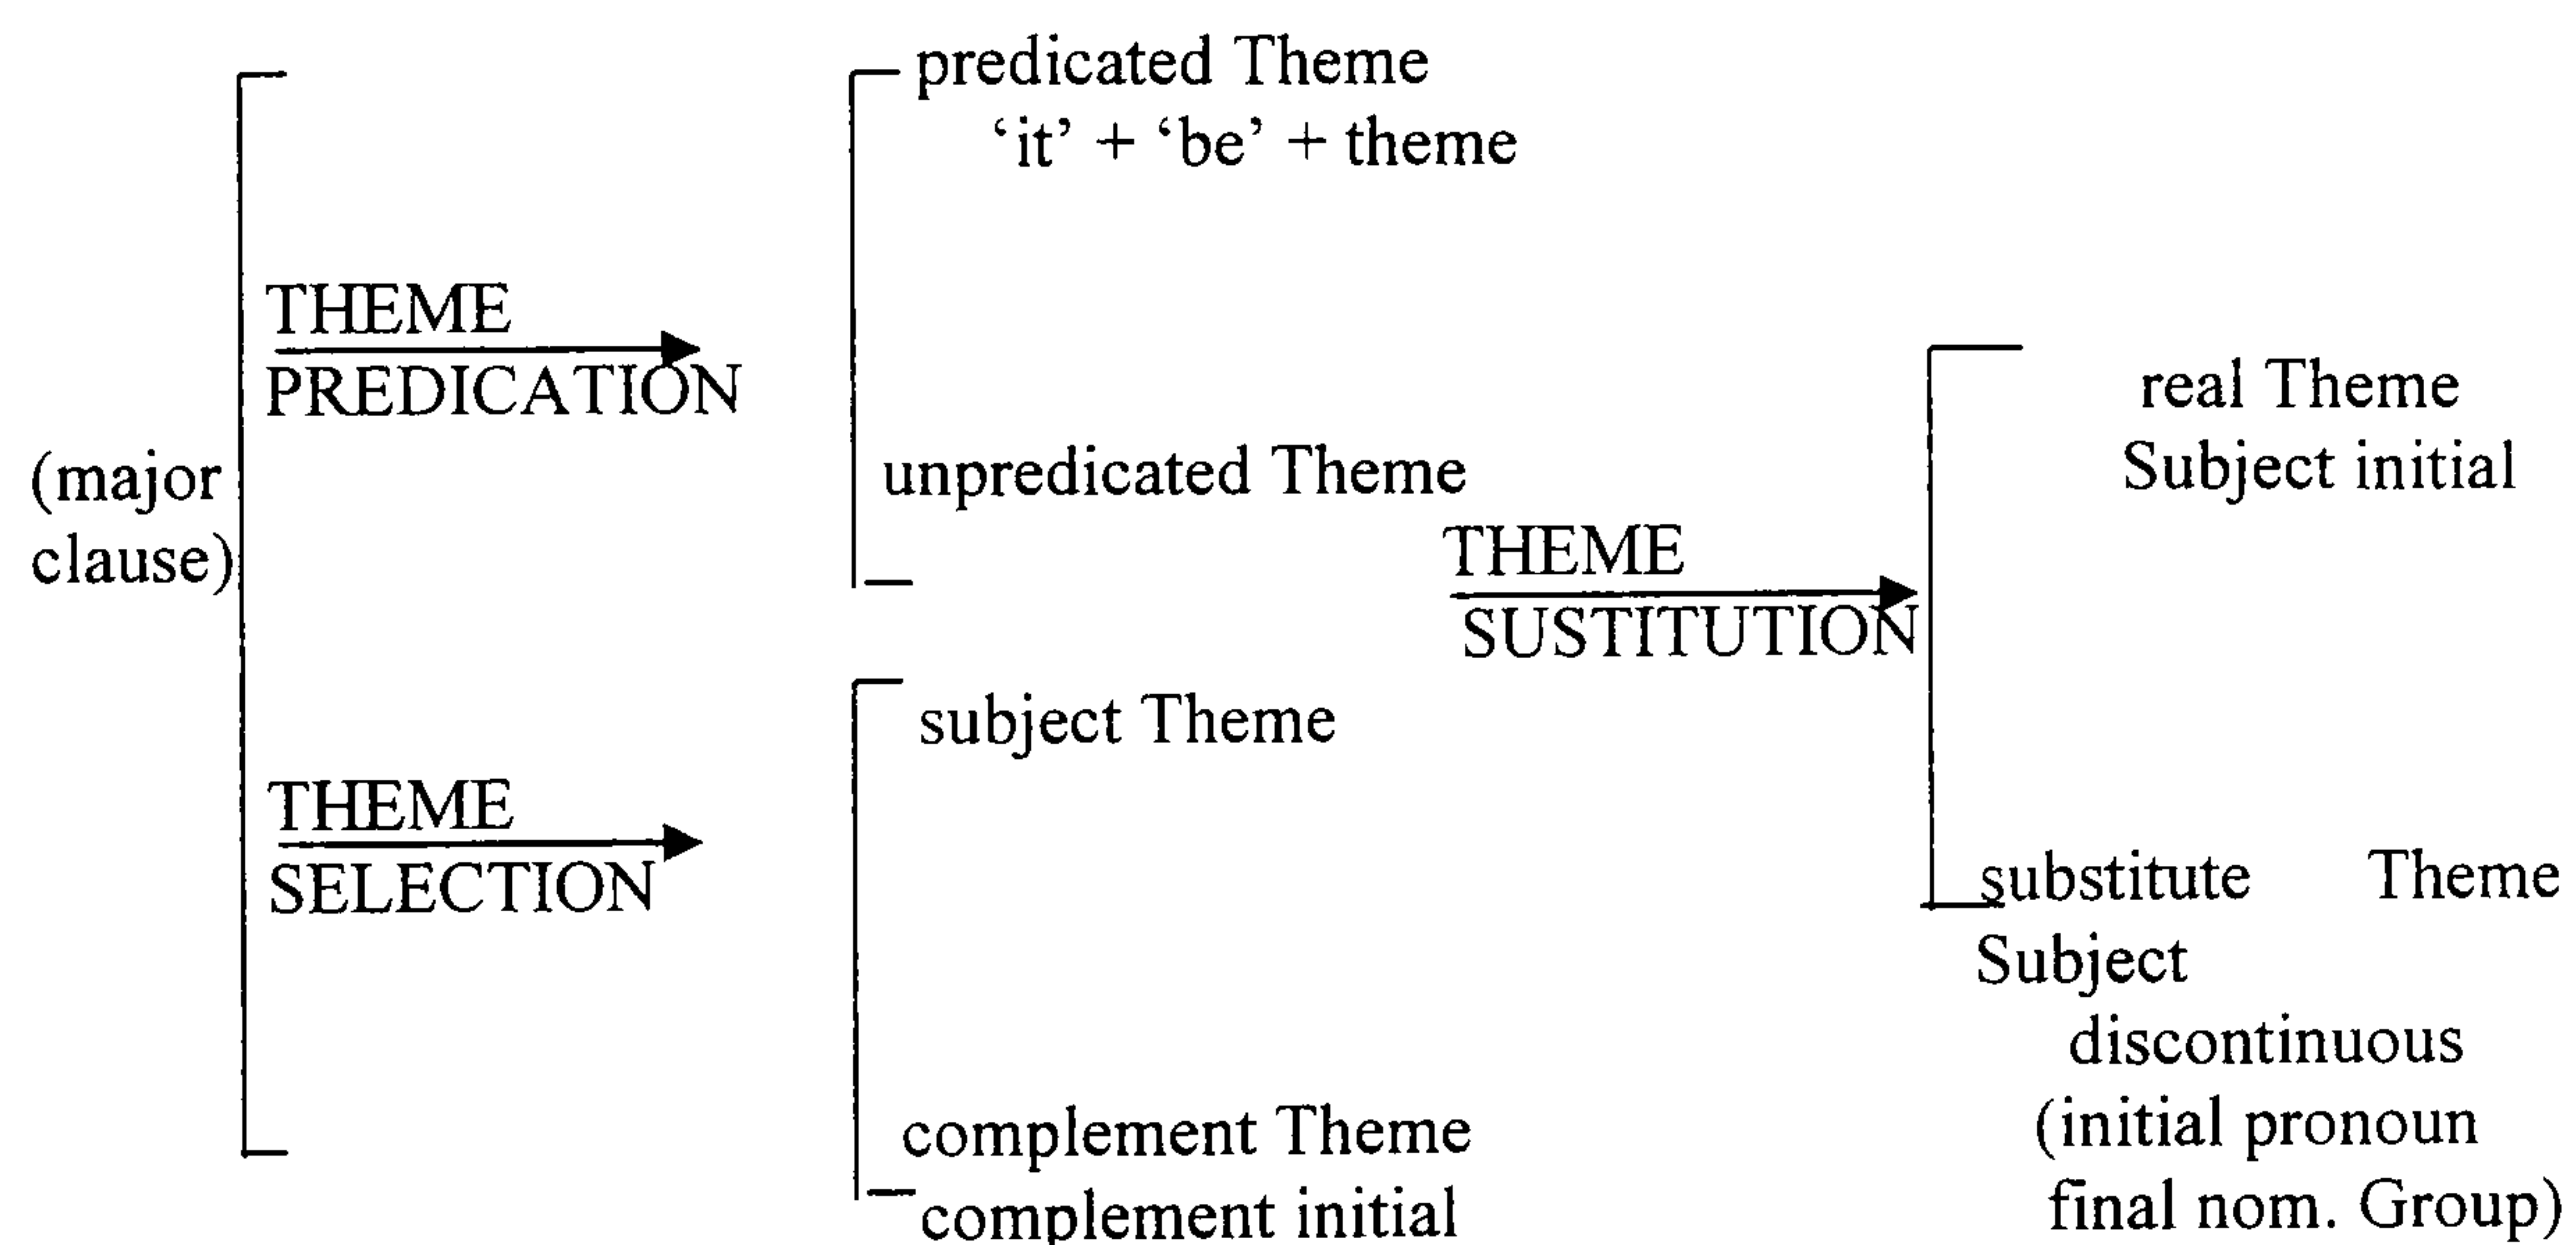 (major
clause)
THEME
PREDICATION
predicated Theme
‘it’ + ‘be’ + theme
unpredicated Theme
THEME
SUSTITUTION
real Theme
Subject initial
substitute Theme
Subject
discontinuous
(initial pronoun
final nom. Group)
THEME
SELECTION
subject Theme
complement Theme
complement initial